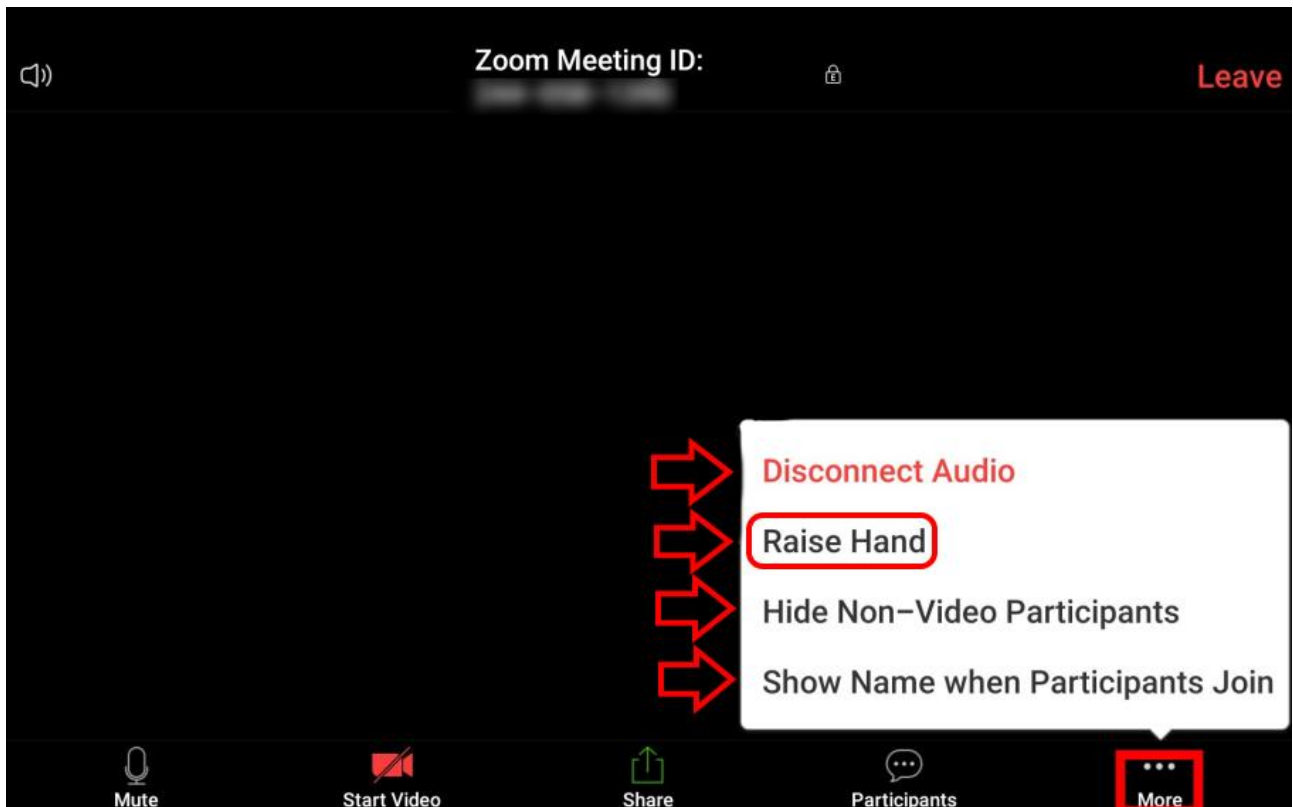 Zoom Meeting ID:
Leave
Disconnect Audio
Raise Hand
Hide Non-Video Participants
Show Name when Participants Join
Mute
Start Video
Share
Participants
More